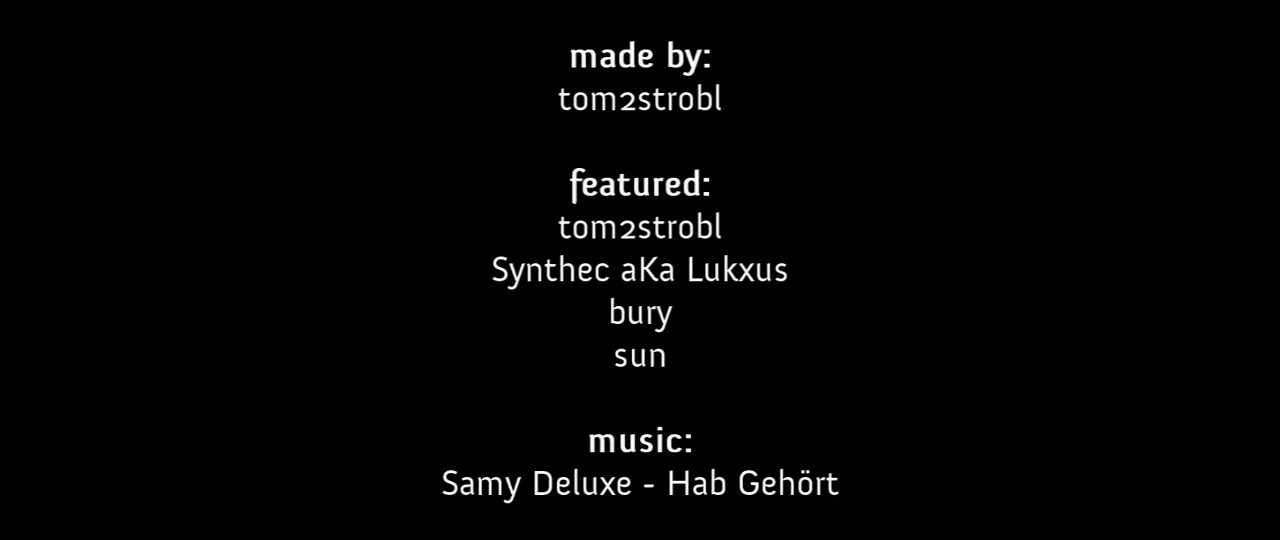 made by:
tom2strobl
featured:
tom2strobl
Synthec aKa Lukxus
bury
sun
music:
Samy Deluxe - Hab Gehört